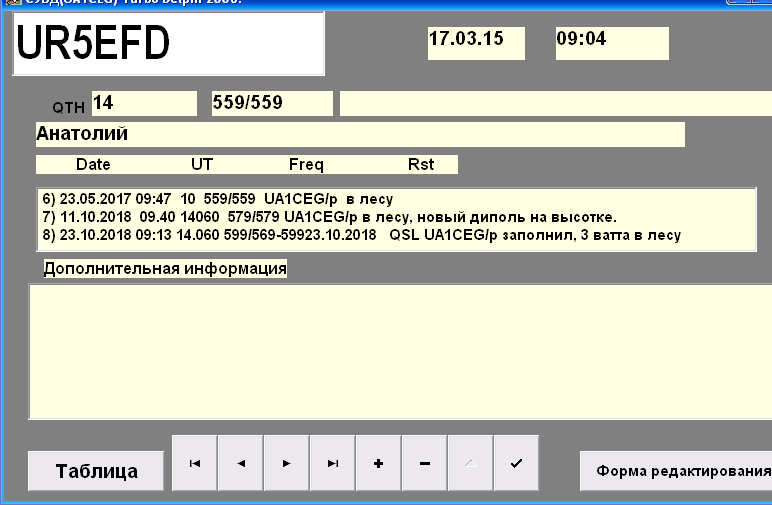 UR5EFD
17.03.15 09:04
QTH 14 559/559
Анатолий
Date UT Freq Rst
6) 23.05.2017 09:47 10 559/559 UA1CEG/p в лесу
7) 11.10.2018 09.40 14060 579/579 UA1CEG/p в лесу, новый диполь на высотке.
8) 23.10.2018 09:13 14.060 599/569-59923.10.2018 QSL UA1CEG/p заполнил, 3 ватта в лесу
Дополнительная информация
Таблица
Форма редактирования